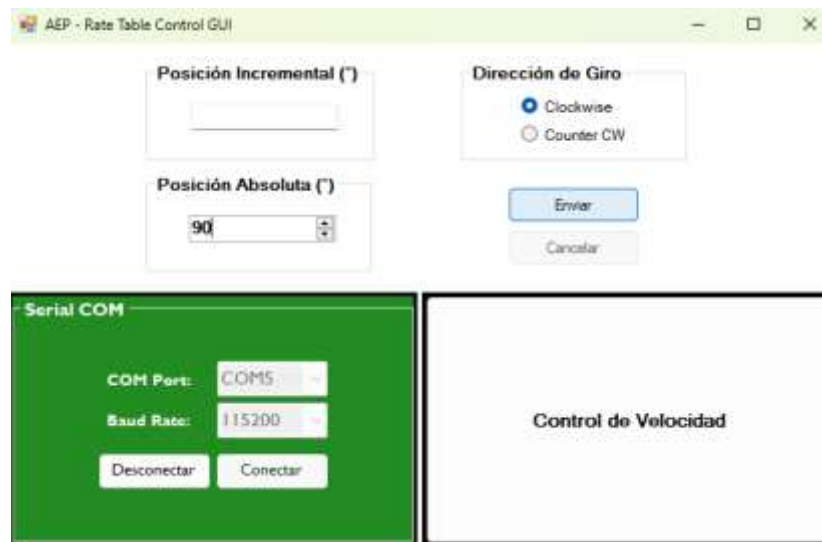 AEP - Rate Table Control GUI
Posición Incremental (°)
Dirección de Giro
Clockwise
Counter CW
Posición Absoluta (°)
90
Enviar
Cancelar
Serial COM
COM Port:
COM5
Baud Rate:
115200
Desconectar
Conectar
Control de Velocidad